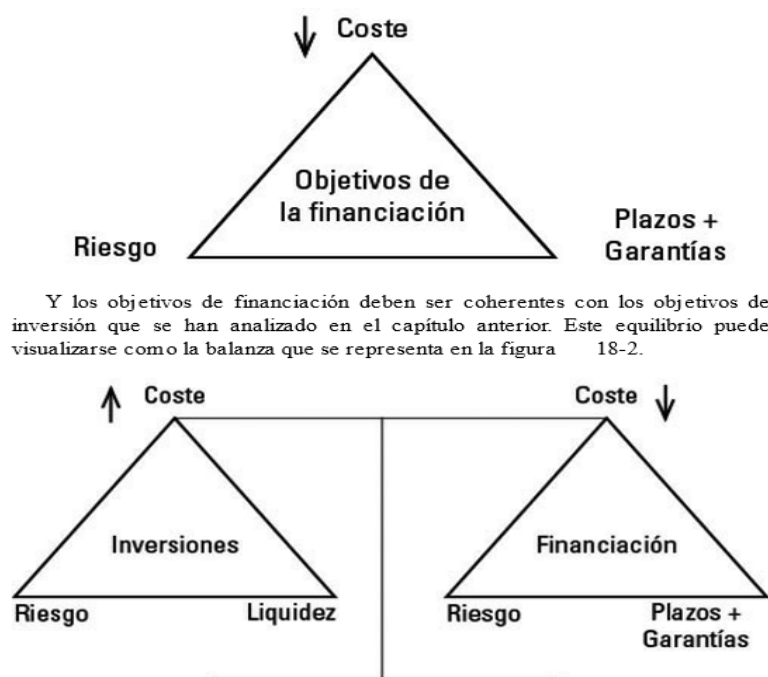 ↓ Coste
Objetivos de
la financiación
Riesgo
Plazos +
Garantías
Y los objetivos de financiación deben ser coherentes con los objetivos de
inversión que se han analizado en el capítulo anterior. Este equilibrio puede
visualizarse como la balanza que se representa en la figura 18-2.
↑ Coste
Coste ↓
Inversiones
Financiación
Riesgo
Liquidez
Riesgo
Plazos +
Garantías